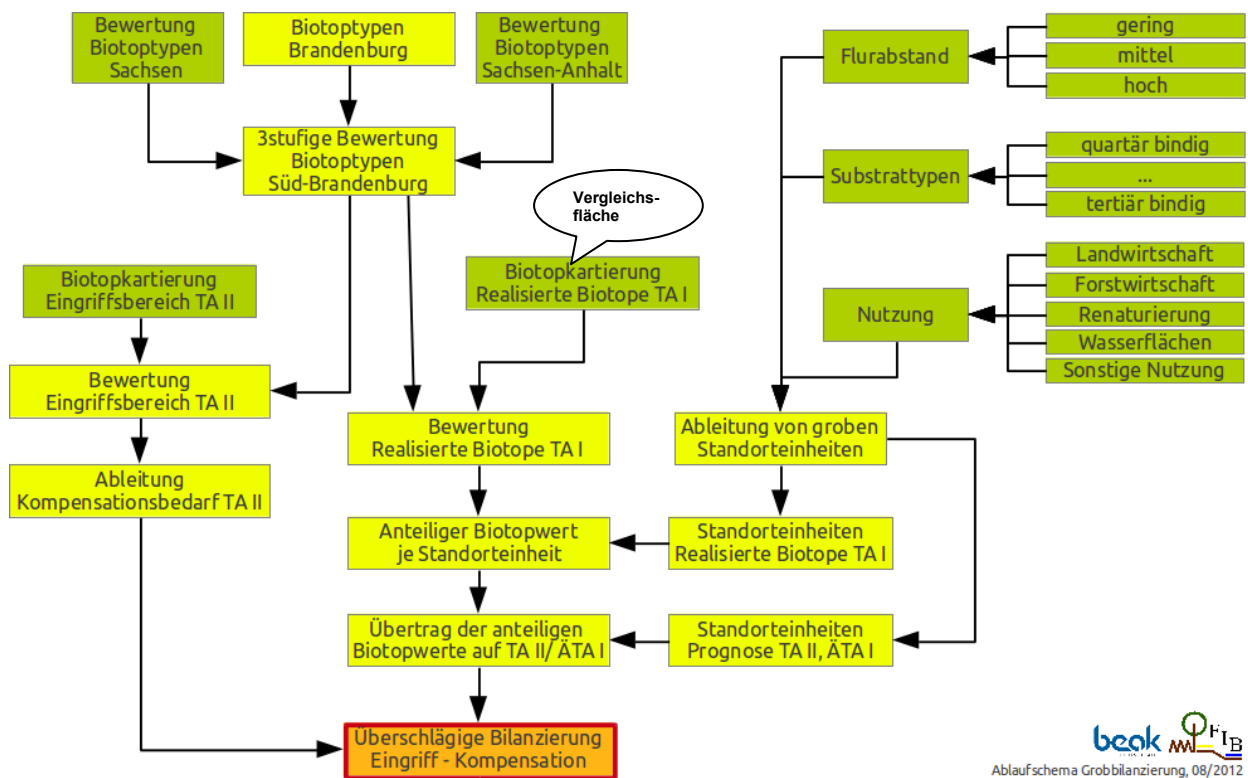 Bewertung
Biotoptypen
Sachsen
Biotoptypen
Brandenburg
Bewertung
Biotoptypen
Sachsen-Anhalt
3stufige Bewertung
Biotoptypen
Süd-Brandenburg
Vergleichs-
fläche
Biotopkartierung
Eingriffsbereich TA II
Biotopkartierung
Realisierte Biotope TA I
Bewertung
Eingriffsbereich TA II
Ableitung
Kompensationsbedarf TA II
Bewertung
Realisierte Biotope TA I
Anteiliger Biotopwert
je Standorteinheit
Übertrag der anteiligen
Biotopwerte auf TA II/ ÄTA I
Überschlägige Bilanzierung
Eingriff - Kompensation
Flurabstand
gering
mittel
hoch
Substrattypen
quartär bindig
...
tertiär bindig
Nutzung
Landwirtschaft
Forstwirtschaft
Renaturierung
Wasserflächen
Sonstige Nutzung
Ableitung von groben
Standorteinheiten
Standorteinheiten
Realisierte Biotope TA I
Standorteinheiten
Prognose TA II, ÄTA I
beak
FIB
Ablaufschema Grobbilanzierung, 08/2012